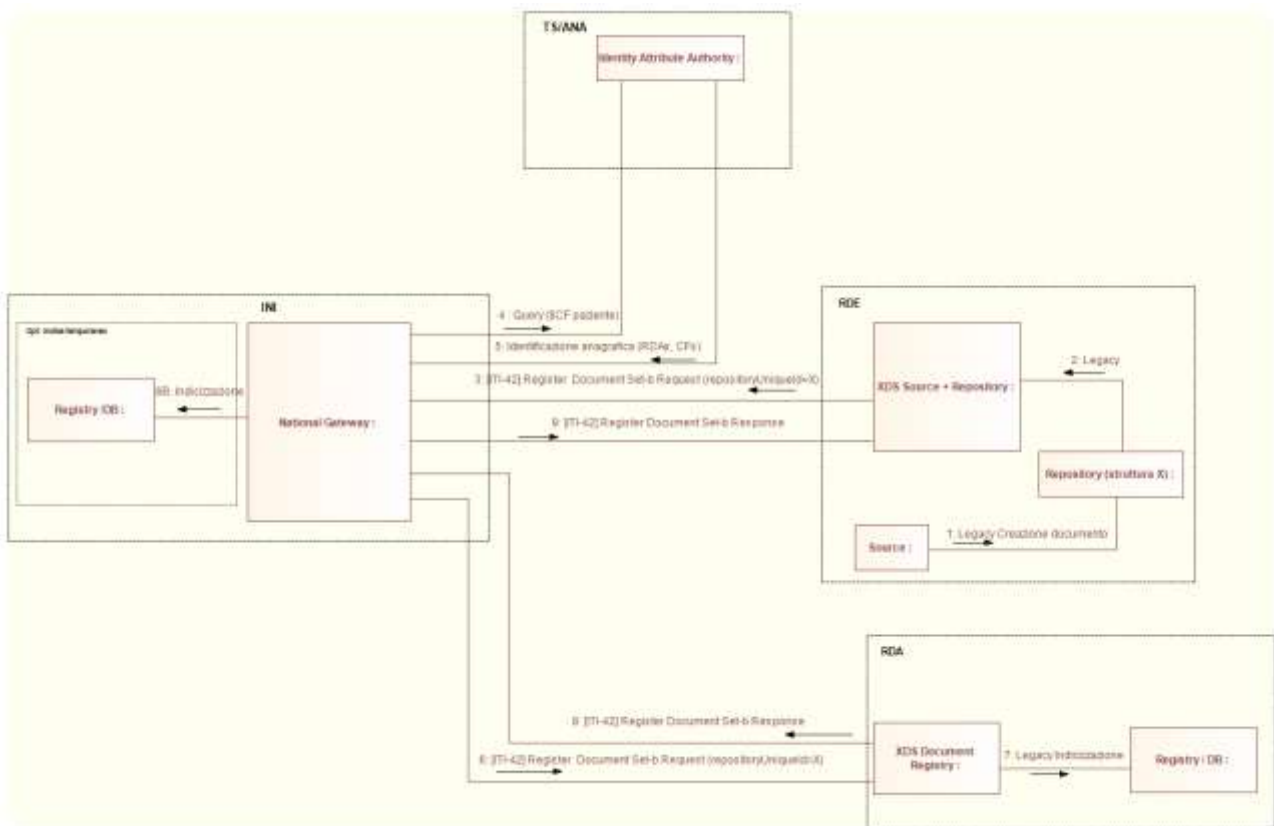 TS/ANA
Identity Attribute Authority :
INI
4 : Query ($CF paziente)
5: Identificazione anagrafica (RDAs, CFs)
3: [ITI-42] Register Document Set-b Request (repositoryUniqueId=X)
9: [ITI-42] Register Document Set-b Response
Registry IDB :
6B: Indicizzazione
National Gateway :
RDE
XDS Source + Repository :
2: Legacy
Repository (struttura X) :
Source :
1: Legacy Creazione documento
RDA
8: [ITI-42] Register Document Set-b Response
6: [ITI-42] Register Document Set-b Request (repositoryUniqueId=X)
XDS Document
Registry :
7: Legacy Indicizzazione
Registry i DB :